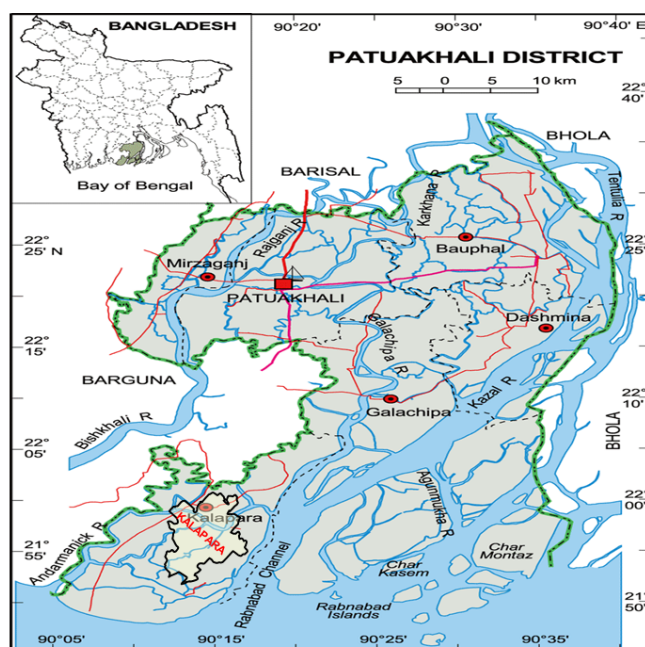 90°20'
90°30'
90°40' E
BANGLADESH
Bay of Bengal
PATUAKHALI DISTRICT
5 0 5 10 km
22°
40'
BHOLA
BARISAL
Tentulia R
Karkhana R
Rajganj R
22°
25' N
22°
25'
Bauphal
Mirzaganj
PATUAKHALI
Dashmina
22°
15'
Galachipa R
BARGUNA
Kazal R
22°
10'
Galachipa
BHOLA
Bishkhali R
22°
05'
Agunmukha R
22°
00'
Kalapara
KALAPARA
Andarmanick R
21°
55'
Rabnabad Channel
Char
Montaz
Char
Kasem
Rabnabad
Islands
21°
50'
90°05'
90°15'
90°25'
90°35'